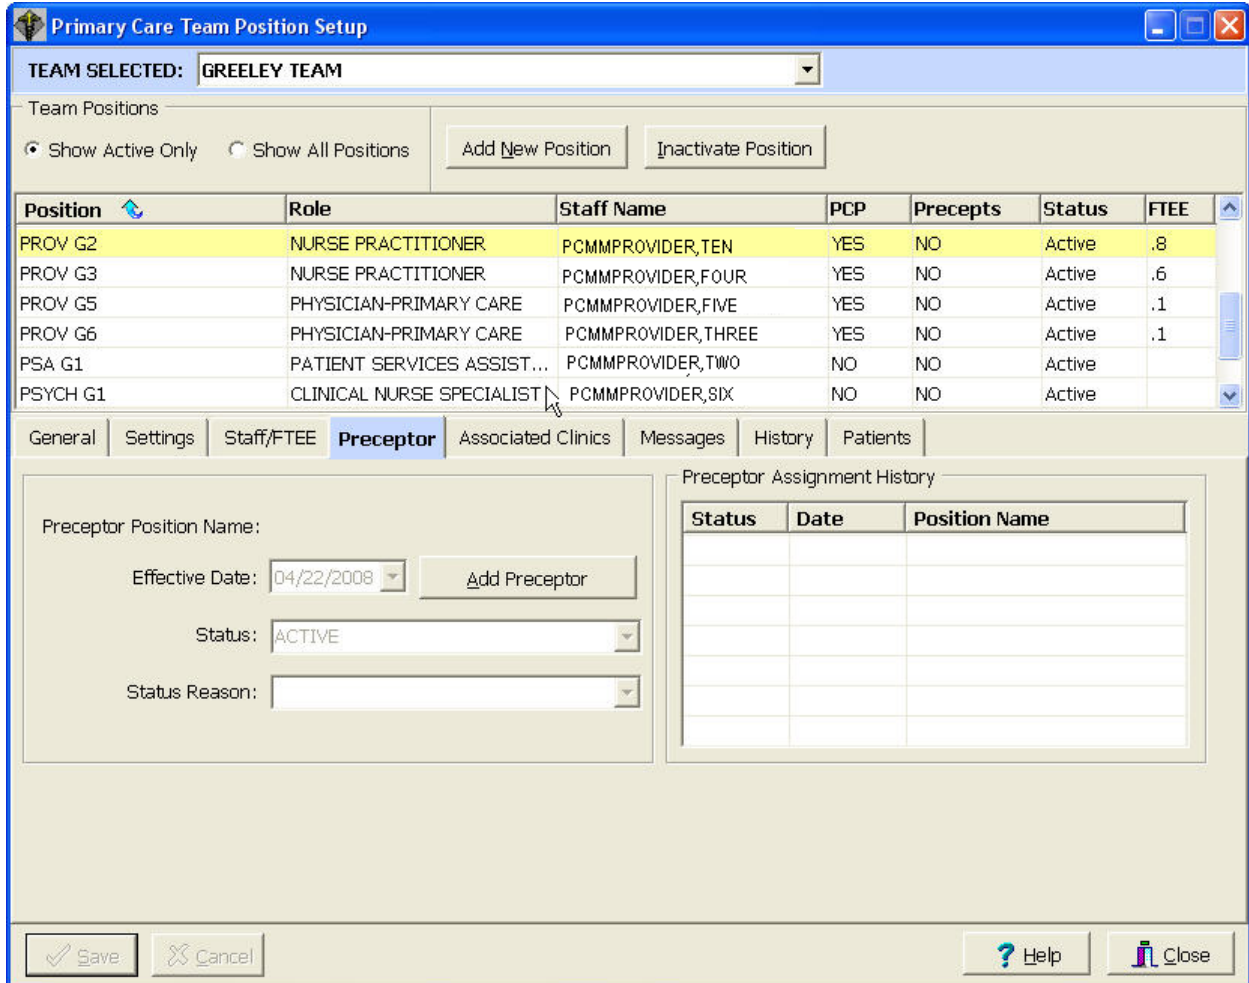 Primary Care Team Position Setup
TEAM SELECTED: GREELEY TEAM
Team Positions
Show Active Only Show All Positions Add New Position Inactivate Position
Position Role Staff Name PCP Precepts Status FTEE
PROV G2 NURSE PRACTITIONER PCMMPROVIDER,TEN YES NO Active .8
PROV G3 NURSE PRACTITIONER PCMMPROVIDER,FOUR YES NO Active .6
PROV G5 PHYSICIAN-PRIMARY CARE PCMMPROVIDER,FIVE YES NO Active .1
PROV G6 PHYSICIAN-PRIMARY CARE PCMMPROVIDER,THREE YES NO Active .1
PSA G1 PATIENT SERVICES ASSIST... PCMMPROVIDER,TWO NO NO Active
PSYCH G1 CLINICAL NURSE SPECIALIST PCMMPROVIDER,SIX NO NO Active
General Settings Staff/FTEE Preceptor Associated Clinics Messages History Patients
Preceptor Assignment History
Status Date Position Name
Preceptor Position Name:
Effective Date: 04/22/2008 Add Preceptor
Status: ACTIVE
Status Reason:
Save Cancel Help Close